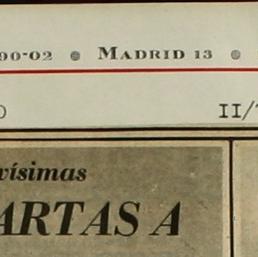 90-02 ● MADRID 13 ●
II/
vísimas
ARTAS A